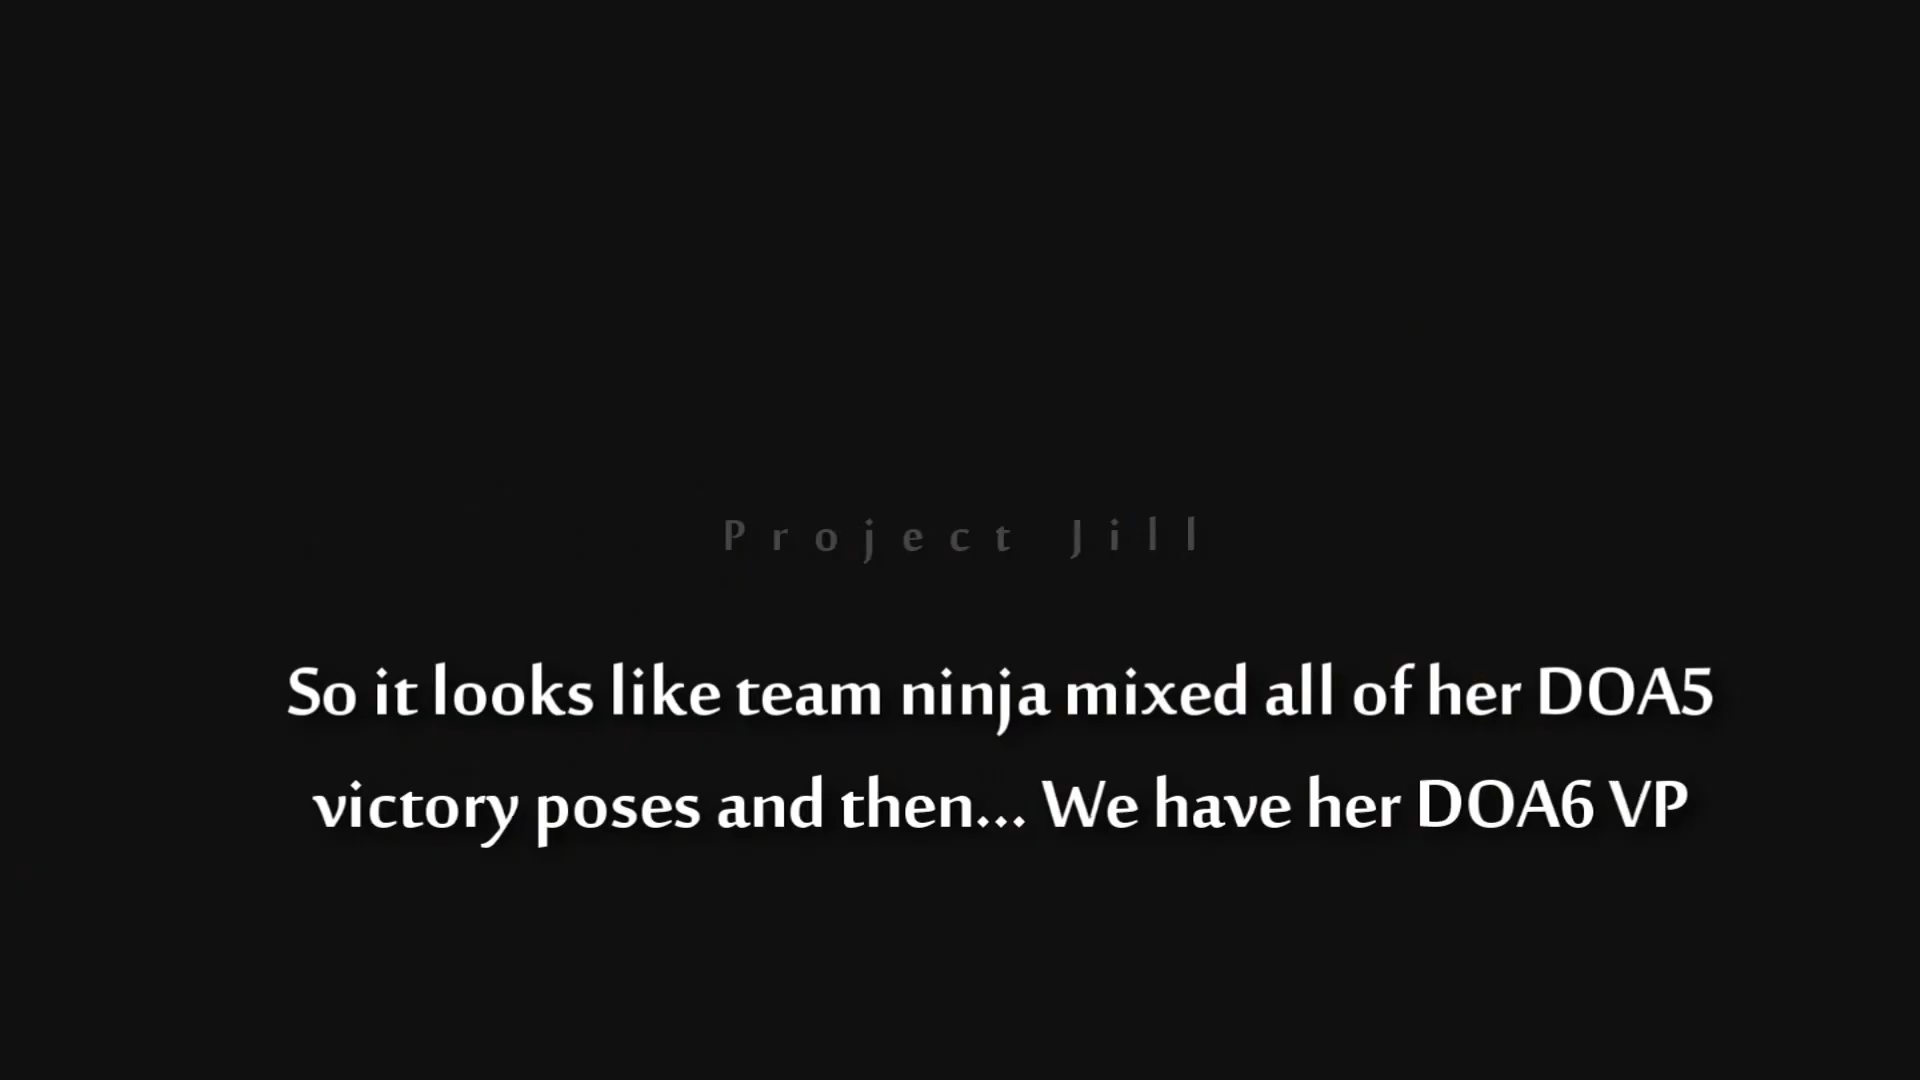 Project Jill
So it looks like team ninja mixed all of her DOA5
victory poses and then... We have her DOA6 VP